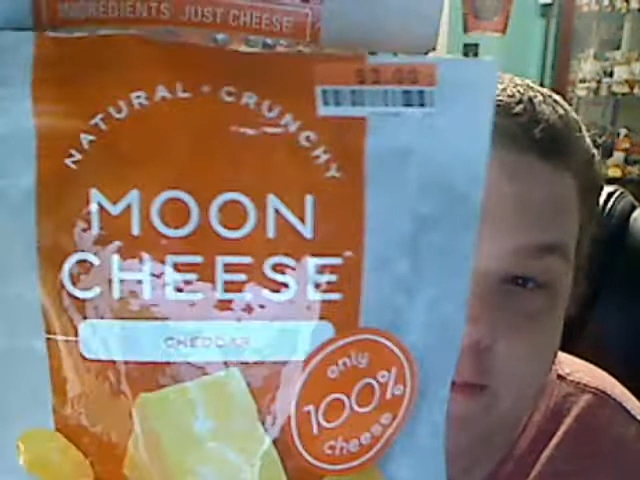 INGREDIENTS: JUST CHEESE
NATURAL • CRUNCHY
MOON
CHEESE
CHEDDAR
only
100%
cheese